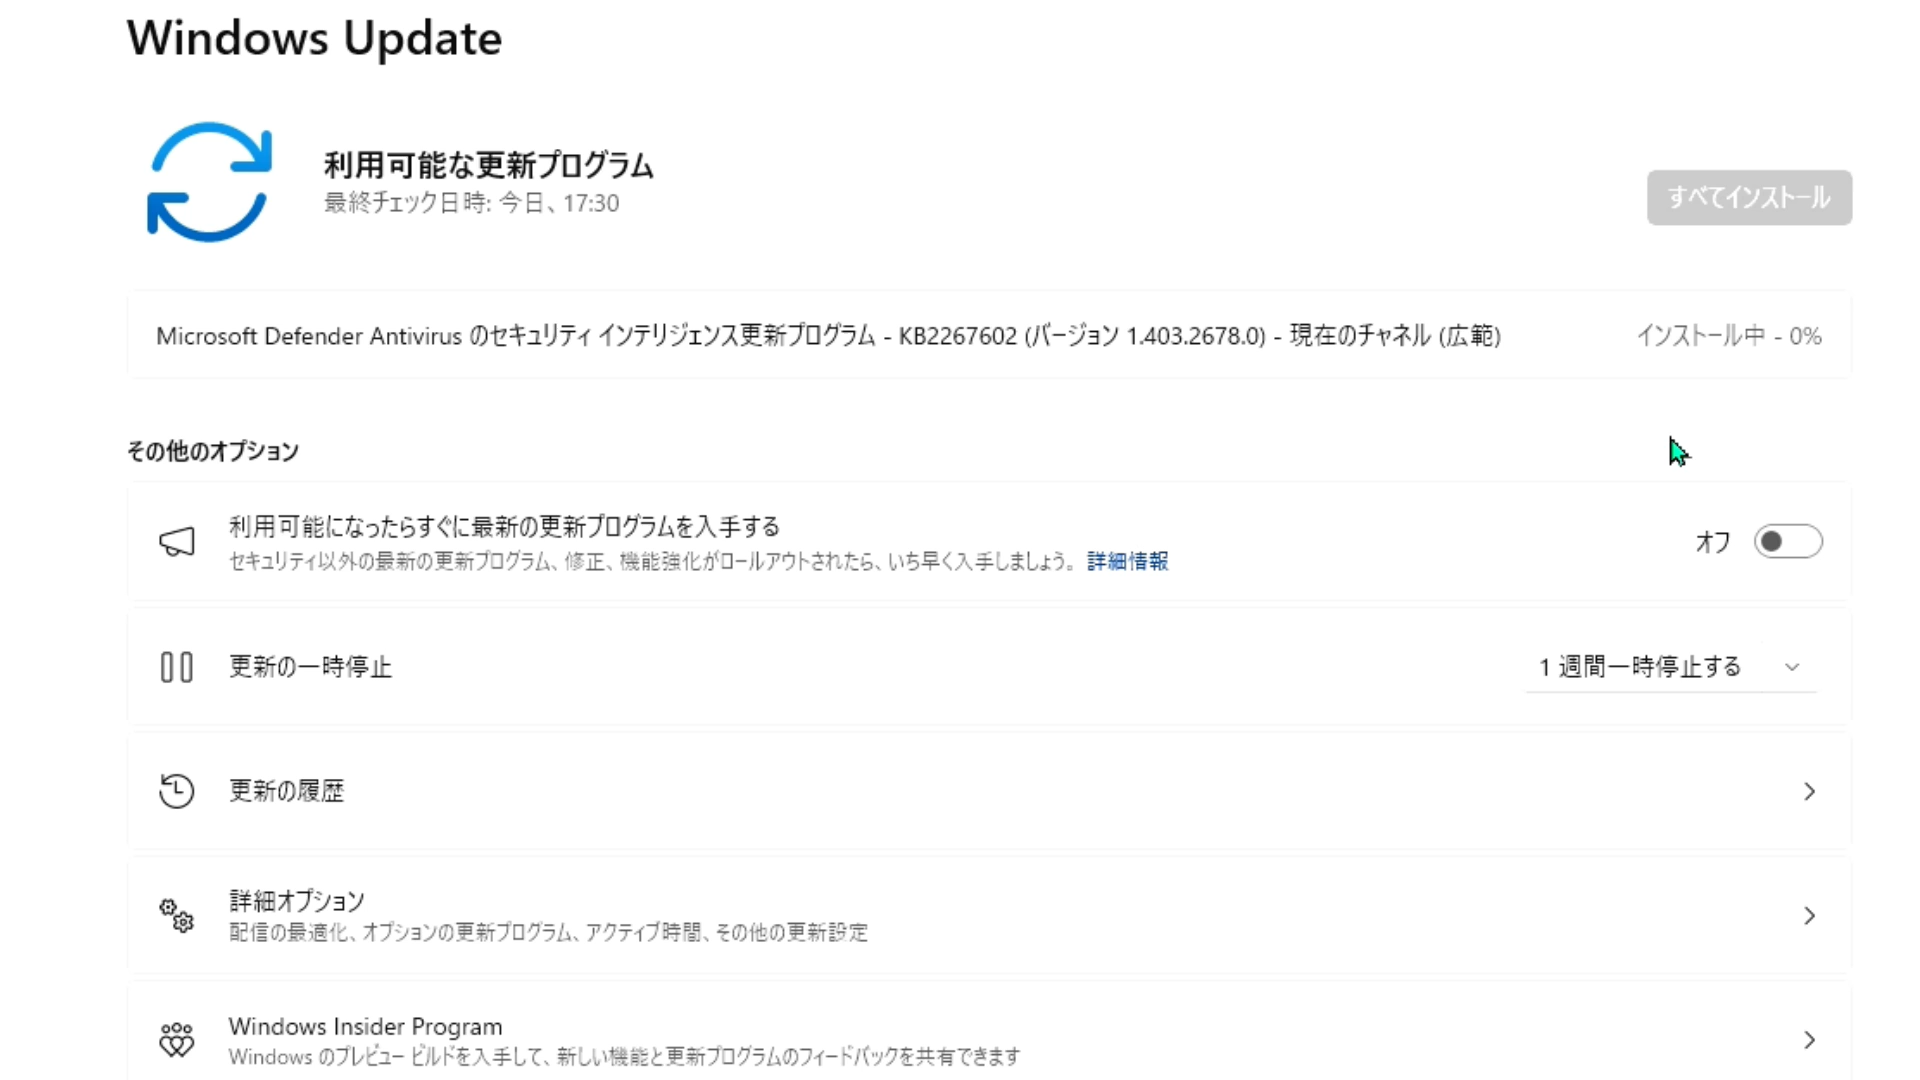 Windows Update
利用可能な更新プログラム
最終チェック日時: 今日、17:30
すべてインストール
Microsoft Defender Antivirus のセキュリティ インテリジェンス更新プログラム - KB2267602 (バージョン 1.403.2678.0) - 現在のチャネル (広範)
インストール中 - 0%
その他のオプション
利用可能になったらすぐに最新の更新プログラムを入手する
セキュリティ以外の最新の更新プログラム、修正、機能強化がロールアウトされたら、いち早く入手しましょう。 詳細情報
オフ
更新の一時停止
1 週間一時停止する
更新の履歴
詳細オプション
配信の最適化、オプションの更新プログラム、アクティブ時間、その他の更新設定
Windows Insider Program
Windows のプレビュー ビルドを入手して、新しい機能と更新プログラムのフィードバックを共有できます